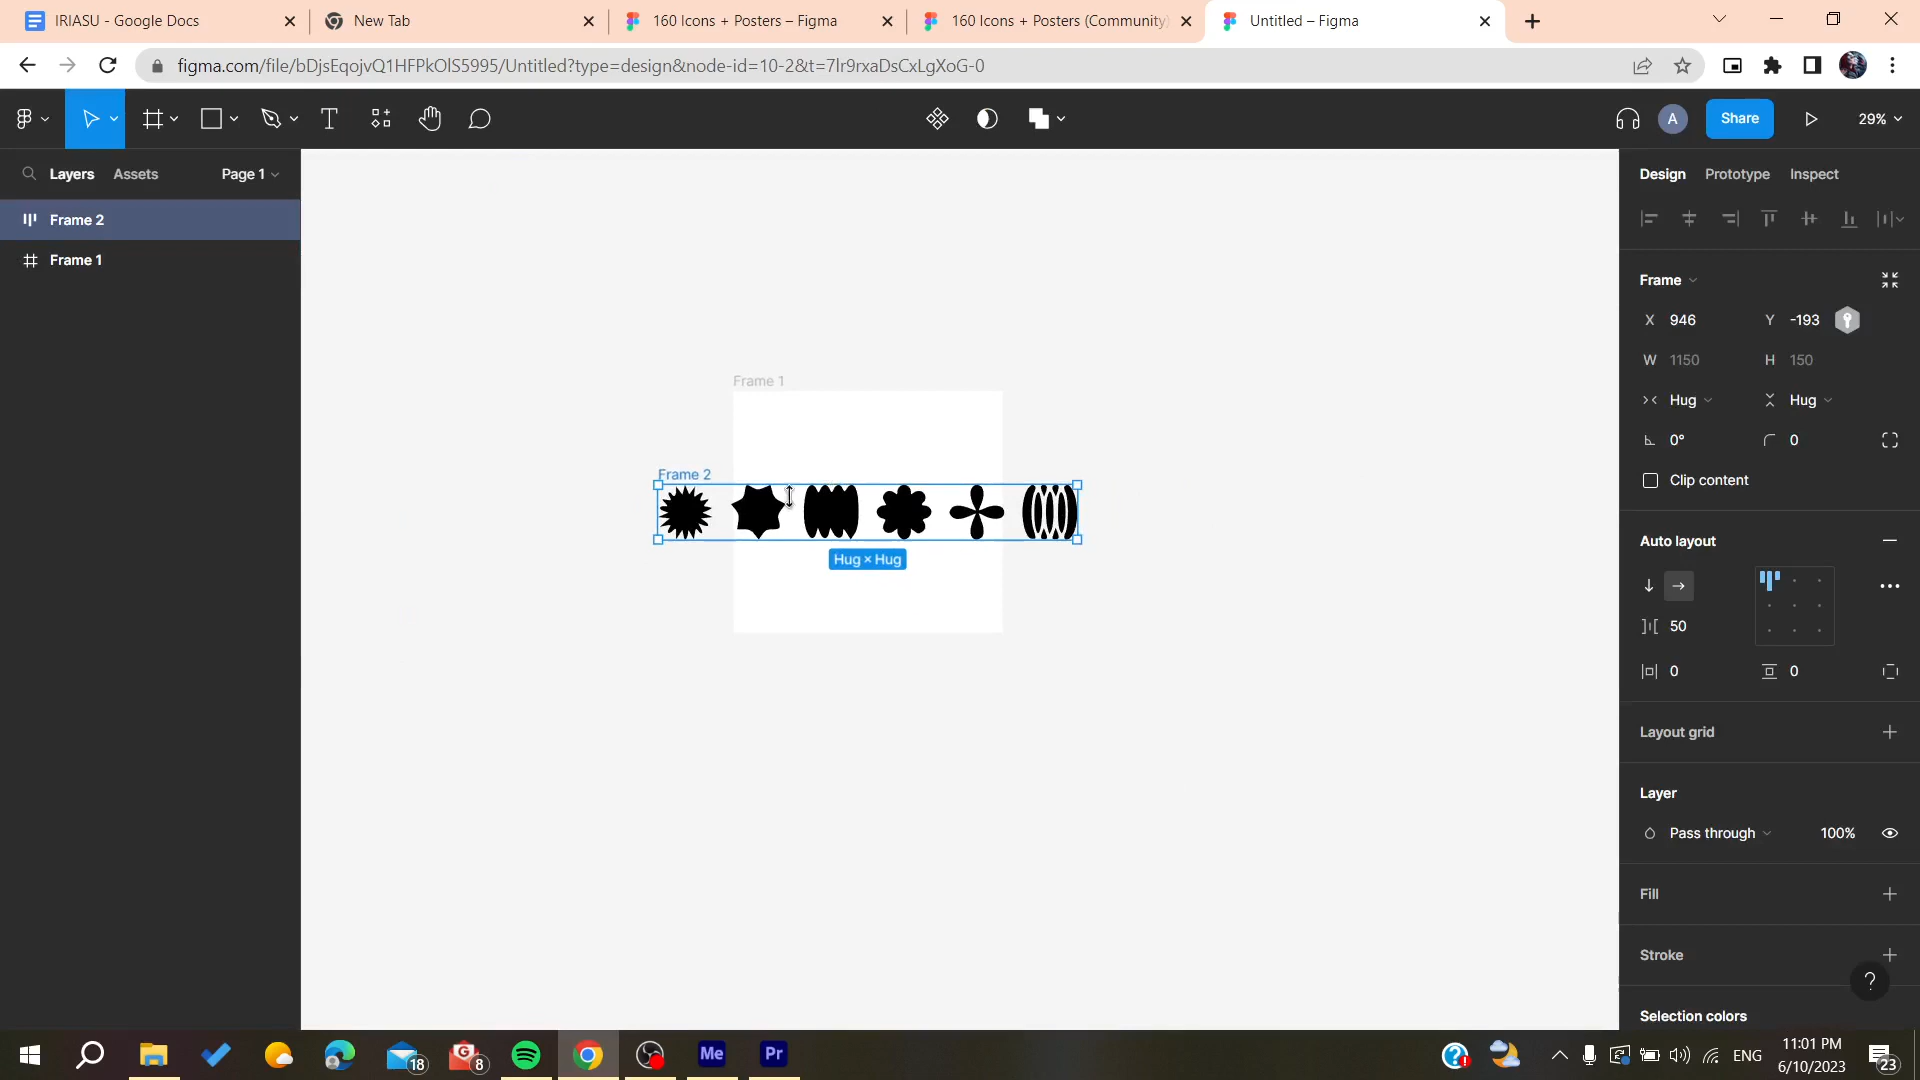 IRIASU - Google Docs
New Tab
160 Icons + Posters – Figma
160 Icons + Posters (Community)
Untitled – Figma
figma.com/file/bDjsEqojvQ1HFPkOlS5995/Untitled?type=design&node-id=10-2&t=7lr9rxaDsCxLgXoG-0
A
Share
29%
Layers
Assets
Page 1
Design
Prototype
Inspect
Frame 2
Frame 1
Frame
X 946
Y -193
W 1150
H 150
Hug
Hug
0°
0
Clip content
Frame 1
Frame 2
Hug × Hug
Auto layout
50
0
0
Layout grid
Layer
Pass through
100%
Fill
Stroke
?
Selection colors
18
8
Me
Pr
ENG
11:01 PM
6/10/2023
23